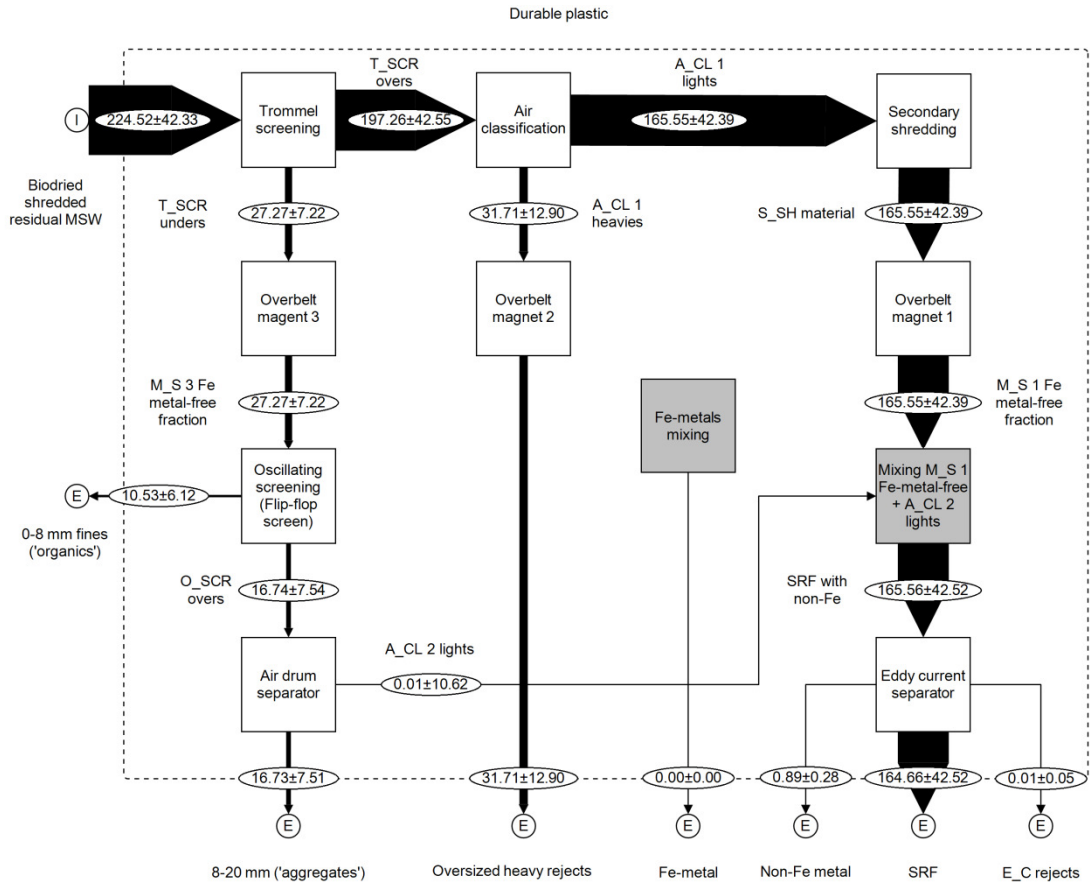 Durable plastic
T_SCR
overs
A_CL 1
lights
I
224.52±42.33
Trommel
screening
197.26±42.55
Air
classification
165.55±42.39
Secondary
shredding
Biodried
shredded
residual MSW
T_SCR
unders
27.27±7.22
31.71±12.90
A_CL 1
heavies
S_SH material
165.55±42.39
Overbelt
magent 3
Overbelt
magnet 2
Overbelt
magnet 1
M_S 3 Fe
metal-free
fraction
27.27±7.22
Fe-metals
mixing
165.55±42.39
M_S 1 Fe
metal-free
fraction
E
10.53±6.12
Oscillating
screening
(Flip-flop
screen)
Mixing M_S 1
Fe-metal-free
+ A_CL 2
lights
0-8 mm fines
('organics')
O_SCR
overs
16.74±7.54
SRF with
non-Fe
165.56±42.52
Air drum
separator
A_CL 2 lights
0.01±10.62
Eddy current
separator
16.73±7.51
31.71±12.90
0.00±0.00
0.89±0.28
164.66±42.52
0.01±0.05
E
E
E
E
E
E
8-20 mm ('aggregates')
Oversized heavy rejects
Fe-metal
Non-Fe metal
SRF
E_C rejects